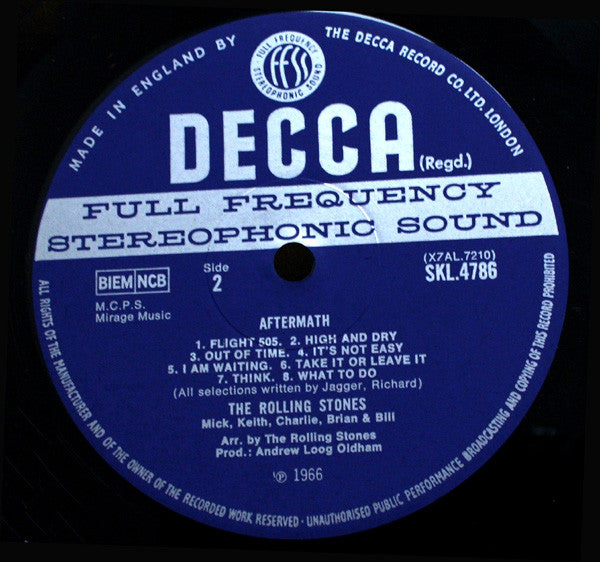 MADE IN ENGLAND BY
THE DECCA RECORD CO. LTD. LONDON
FULL FREQUENCY
ffss
STEREOPHONIC SOUND
DECCA (Regd.)
FULL FREQUENCY
STEREOPHONIC SOUND
BIEM NCB
M.C.P.S.
Mirage Music
Side
2
(X7AL.7210)
SKL.4786
AFTERMATH
1. FLIGHT 505. 2. HIGH AND DRY
3. OUT OF TIME. 4. IT'S NOT EASY
5. I AM WAITING. 6. TAKE IT OR LEAVE IT
7. THINK. 8. WHAT TO DO
(All selections written by Jagger, Richard)
THE ROLLING STONES
Mick, Keith, Charlie, Brian & Bill
Arr. by The Rolling Stones
Prod.: Andrew Loog Oldham
℗ 1966
ALL RIGHTS OF THE MANUFACTURER AND OF THE OWNER OF THE RECORDED WORK RESERVED · UNAUTHORISED PUBLIC PERFORMANCE BROADCASTING AND COPYING OF THIS RECORD PROHIBITED